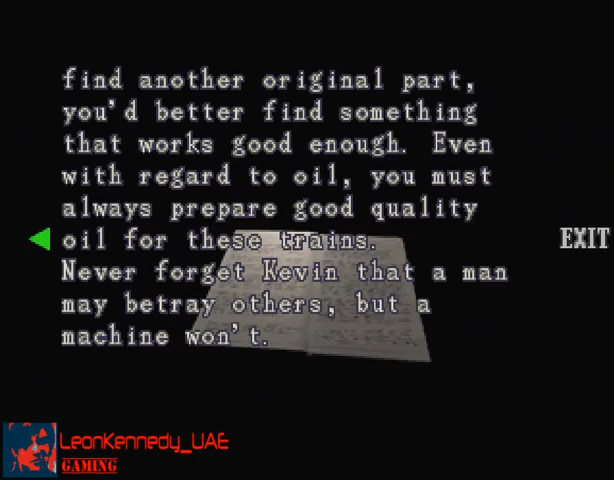 find another original part,
you'd better find something
that works good enough. Even
with regard to oil, you must
always prepare good quality
oil for these trains.
EXIT
Never forget Kevin that a man
may betray others, but a
machine won't.
LeonKennedy_UAE
GAMING